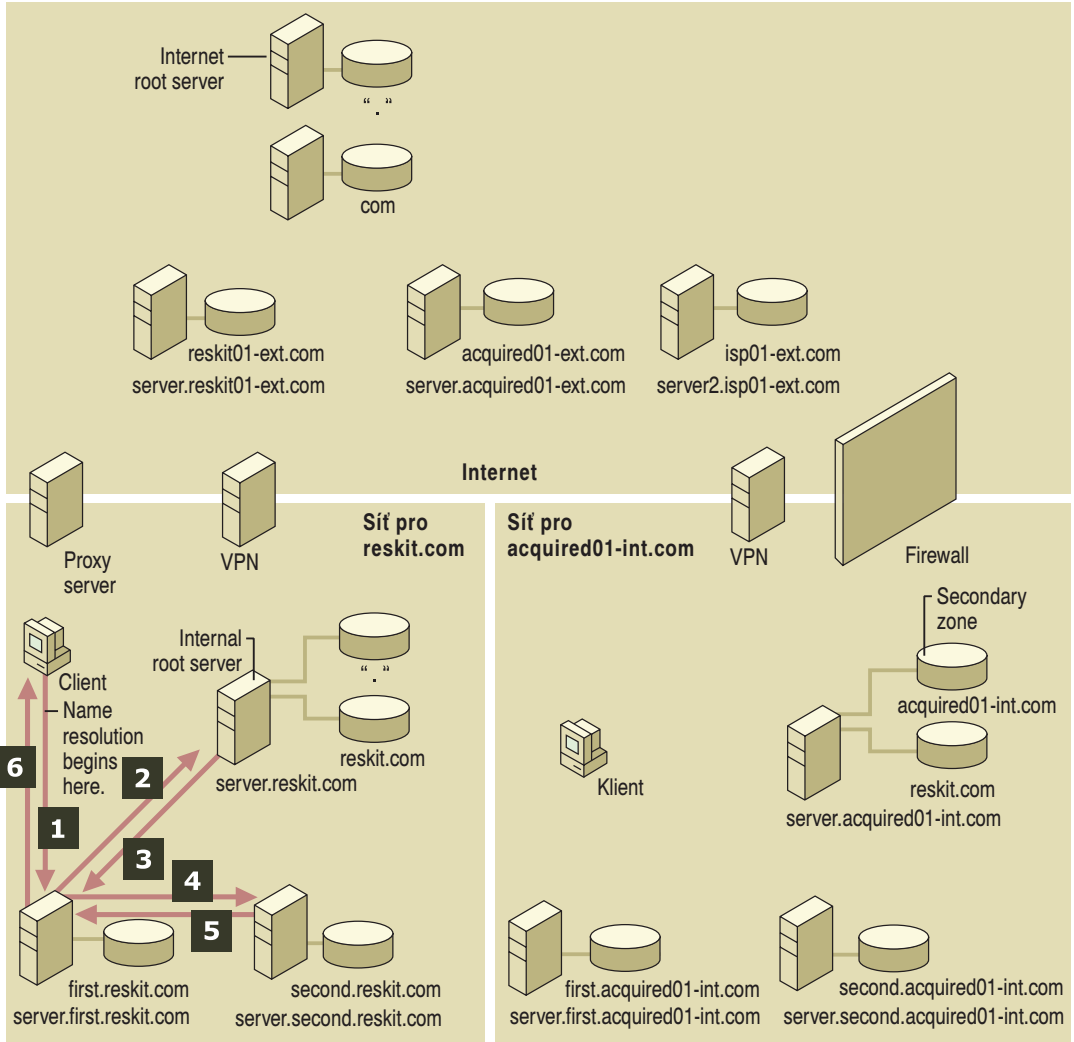 Internet
root server
“.”
com
reskit01-ext.com
server.reskit01-ext.com
acquired01-ext.com
server.acquired01-ext.com
isp01-ext.com
server2.isp01-ext.com
Internet
Síť pro
reskit.com
Proxy
server
VPN
Client
Name
resolution
begins
here.
Internal
root server
“.”
reskit.com
server.reskit.com
6
1
2
3
4
5
first.reskit.com
server.first.reskit.com
second.reskit.com
server.second.reskit.com
Síť pro
acquired01-int.com
VPN
Firewall
Secondary
zone
acquired01-int.com
reskit.com
server.acquired01-int.com
Klient
first.acquired01-int.com
server.first.acquired01-int.com
second.acquired01-int.com
server.second.acquired01-int.com